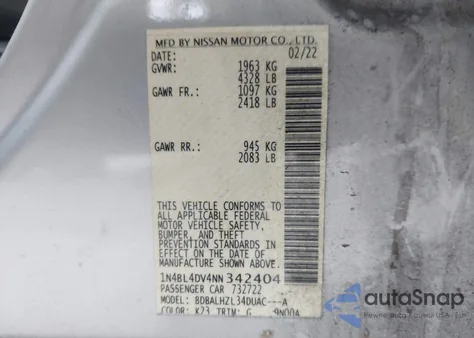 MFD BY NISSAN MOTOR CO., LTD.
DATE: 02/22
GVWR: 1963 KG
4328 LB
GAWR FR.: 1097 KG
2418 LB
GAWR RR.: 945 KG
2083 LB
THIS VEHICLE CONFORMS TO
ALL APPLICABLE FEDERAL
MOTOR VEHICLE SAFETY,
BUMPER, AND THEFT
PREVENTION STANDARDS IN
EFFECT ON THE DATE OF
MANUFACTURE SHOWN ABOVE.
1N4BL4DV4NN342404
PASSENGER CAR 732722
MODEL: BDBALHZL34DUAC---A
COLOR: K23 TRIM: G 9N00A
autoSnap